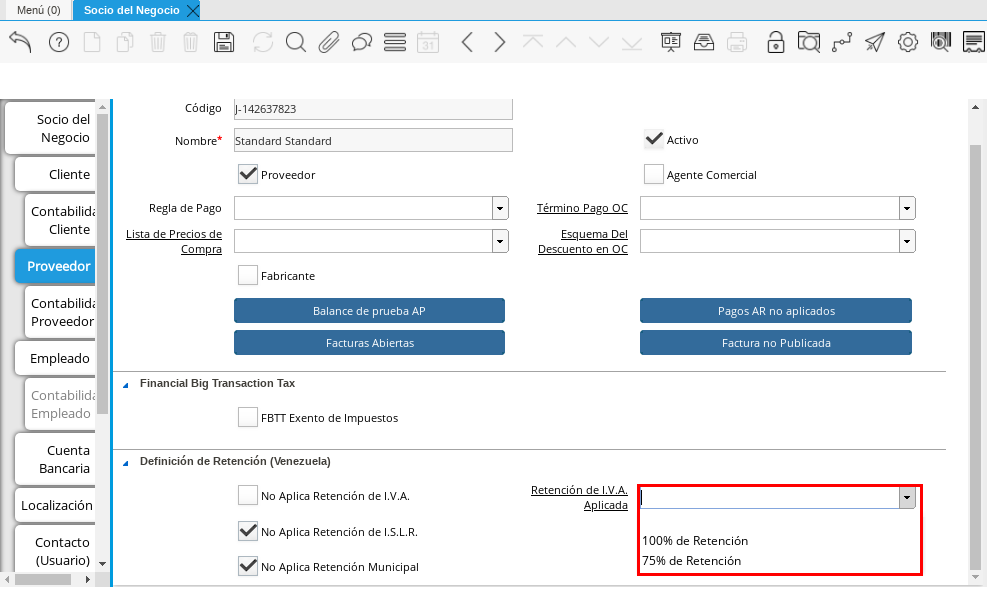 Menú (0)
Socio del Negocio
31
Socio del
Negocio
Cliente
Contabilida
Cliente
Proveedor
Contabilida
Proveedor
Empleado
Contabilida
Empleado
Cuenta
Bancaria
Localización
Contacto
(Usuario)
Código
J-142637823
Nombre*
Standard Standard
Activo
Proveedor
Agente Comercial
Regla de Pago
Término Pago OC
Lista de Precios de
Compra
Esquema Del
Descuento en OC
Fabricante
Balance de prueba AP
Pagos AR no aplicados
Facturas Abiertas
Factura no Publicada
Financial Big Transaction Tax
FBTT Exento de Impuestos
Definición de Retención (Venezuela)
No Aplica Retención de I.V.A.
Retención de I.V.A.
Aplicada
No Aplica Retención de I.S.L.R.
100% de Retención
75% de Retención
No Aplica Retención Municipal